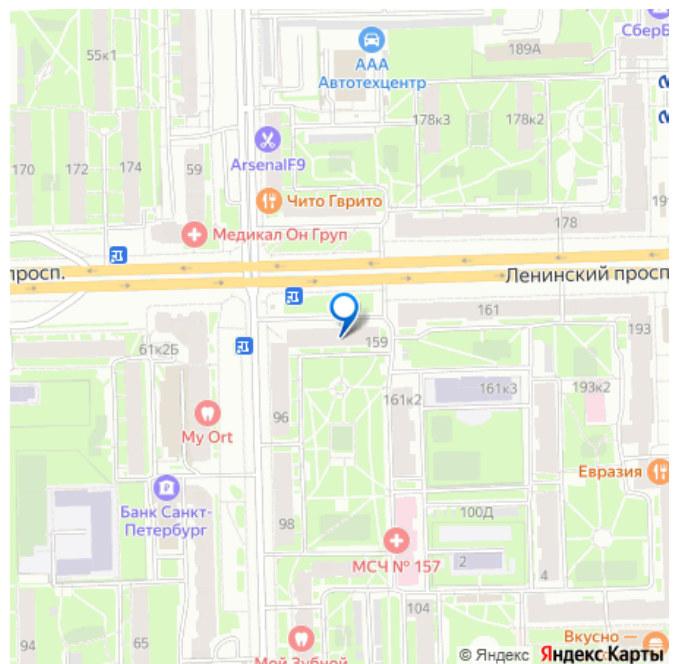 СберБ
55к1
189А
ААА
Автотехцентр
178к3
178к2
ArsenalF9
170
172
174
59
Чито Гврито
178
Медикал Он Груп
просп.
Ленинский просп
161
159
193
61к2Б
161к3
193к2
161к2
96
My Ort
Евразия
Банк Санкт-
Петербург
98
100Д
МСЧ № 157
2
4
104
94
65
Мой Зубной
Вкусно —
© Яндекс Яндекс Карты